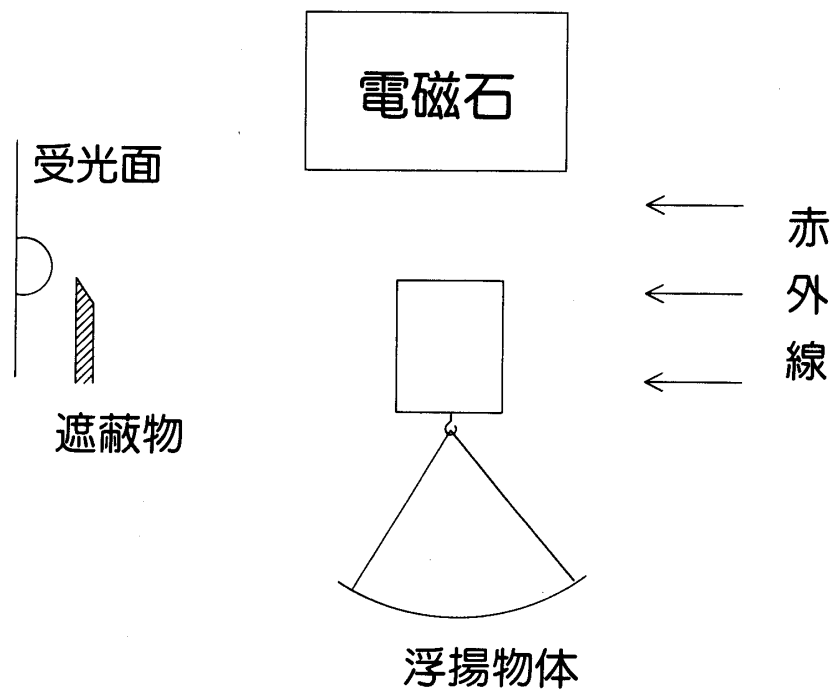 電磁石
受光面
赤外線
遮蔽物
浮揚物体